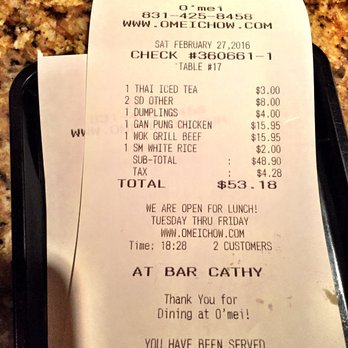 O'mei
831-425-8458
WWW.OMEICHOW.COM
SAT FEBRUARY 27,2016
CHECK #360661-1
TABLE #17
1 THAI ICED TEA $3.00
2 SD OTHER $8.00
1 DUMPLINGS $4.00
1 GAN PUNG CHICKEN $15.95
1 WOK GRILL BEEF $15.95
1 SM WHITE RICE $2.00
SUB-TOTAL : $48.90
TAX : $4.28
TOTAL $53.18
WE ARE OPEN FOR LUNCH!
TUESDAY THRU FRIDAY
WWW.OMEICHOW.COM
Time: 18:28 2 CUSTOMERS
AT BAR CATHY
Thank You for
Dining at O'mei!
YOU HAVE BEEN SERVED